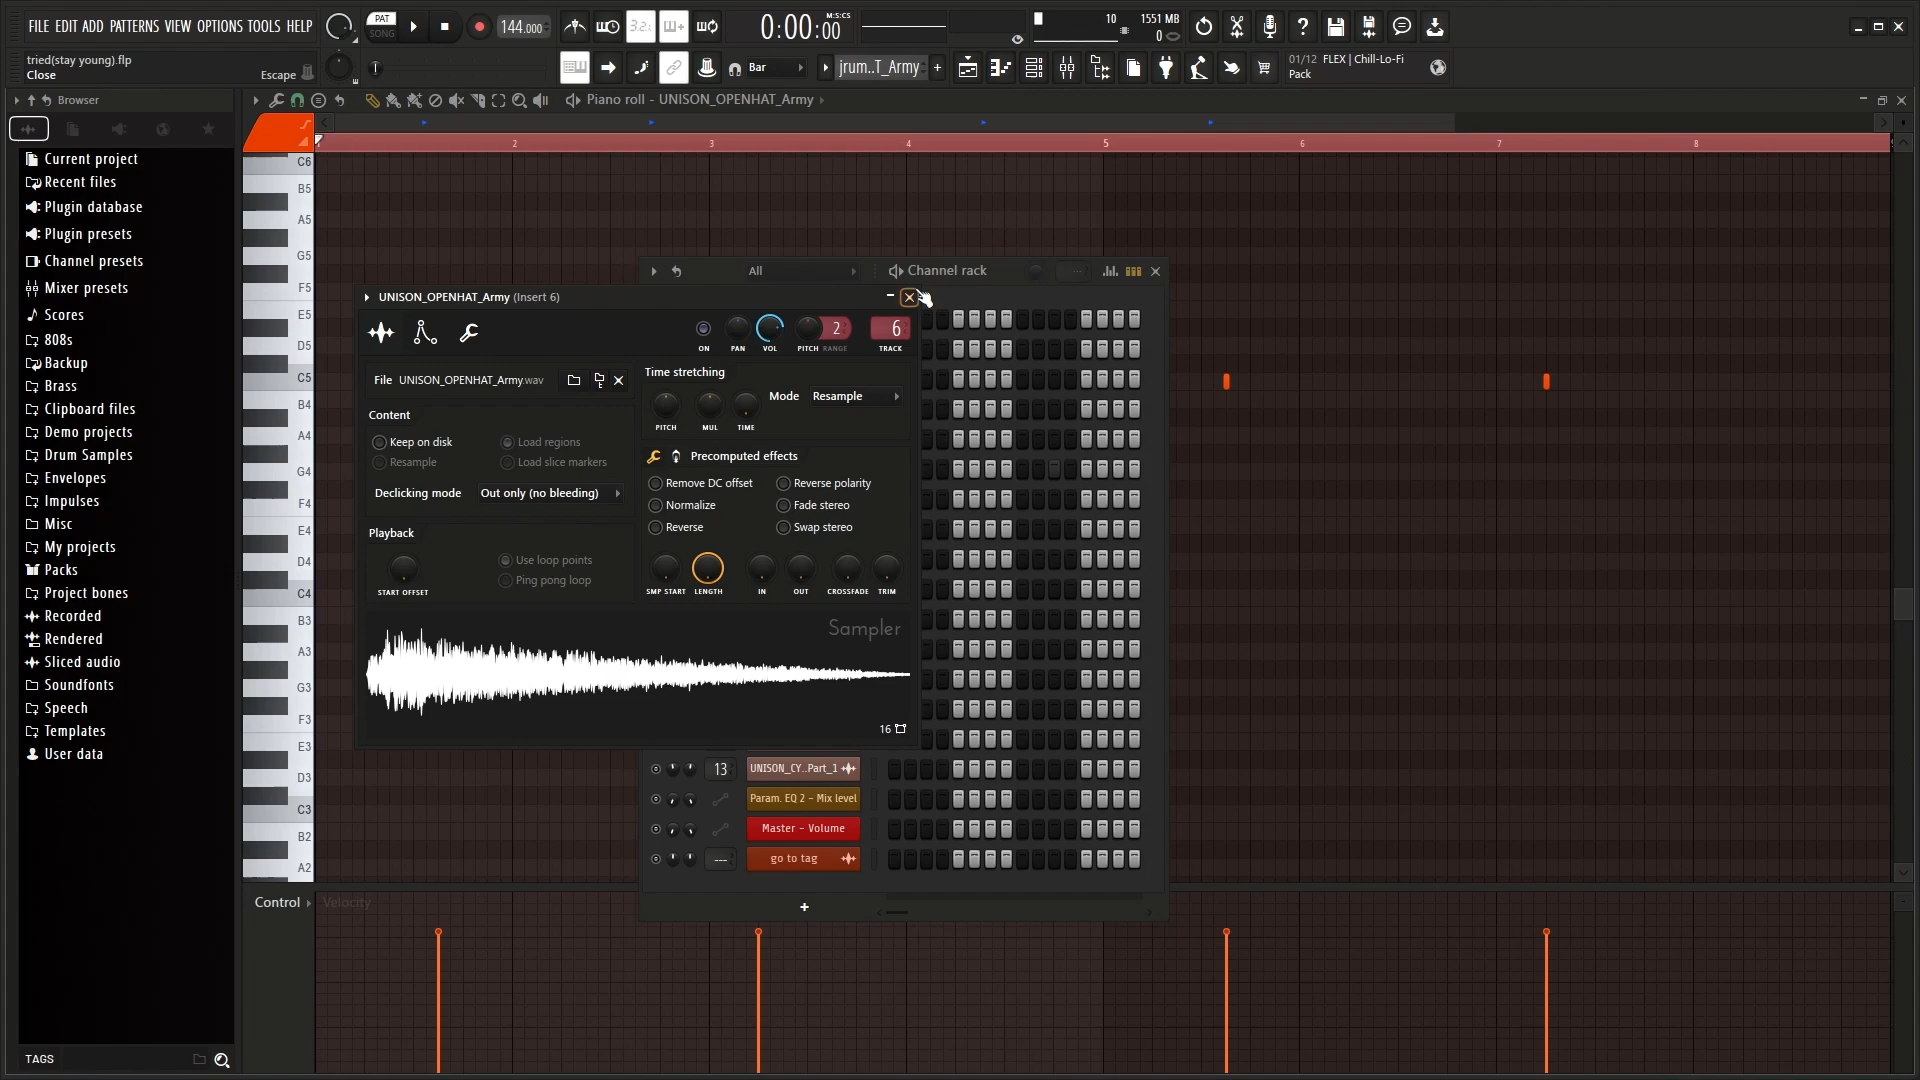 FILE EDIT ADD PATTERNS VIEW OPTIONS TOOLS HELP
PAT
SONG
144.000
3.2.:
0:00:00
M:S:CS
10
1551 MB
0
tried(stay young).flp
Close
Escape
Bar
jrum..T_Army
+
01/12 FLEX | Chill-Lo-Fi
Pack
Browser
Piano roll - UNISON_OPENHAT_Army
2
3
4
5
6
7
8
Current project
Recent files
Plugin database
Plugin presets
Channel presets
Mixer presets
Scores
808s
Backup
Brass
Clipboard files
Demo projects
Drum Samples
Envelopes
Impulses
Misc
My projects
Packs
Project bones
Recorded
Rendered
Sliced audio
Soundfonts
Speech
Templates
User data
TAGS
C6
B5
A5
G5
F5
E5
D5
C5
B4
A4
G4
F4
E4
D4
C4
B3
A3
G3
F3
E3
D3
C3
B2
A2
All
Channel rack
UNISON_OPENHAT_Army (Insert 6)
2
6
ON
PAN
VOL
PITCH
RANGE
TRACK
File UNISON_OPENHAT_Army.wav
Time stretching
Mode
Resample
PITCH
MUL
TIME
Content
Keep on disk
Load regions
Resample
Load slice markers
Declicking mode
Out only (no bleeding)
Precomputed effects
Remove DC offset
Reverse polarity
Normalize
Fade stereo
Reverse
Swap stereo
Playback
Use loop points
Ping pong loop
START OFFSET
SMP START
LENGTH
IN
OUT
CROSSFADE
TRIM
Sampler
16
13
UNISON_CY..Part_1
Param. EQ 2 - Mix level
Master - Volume
---
go to tag
+
Control
Velocity